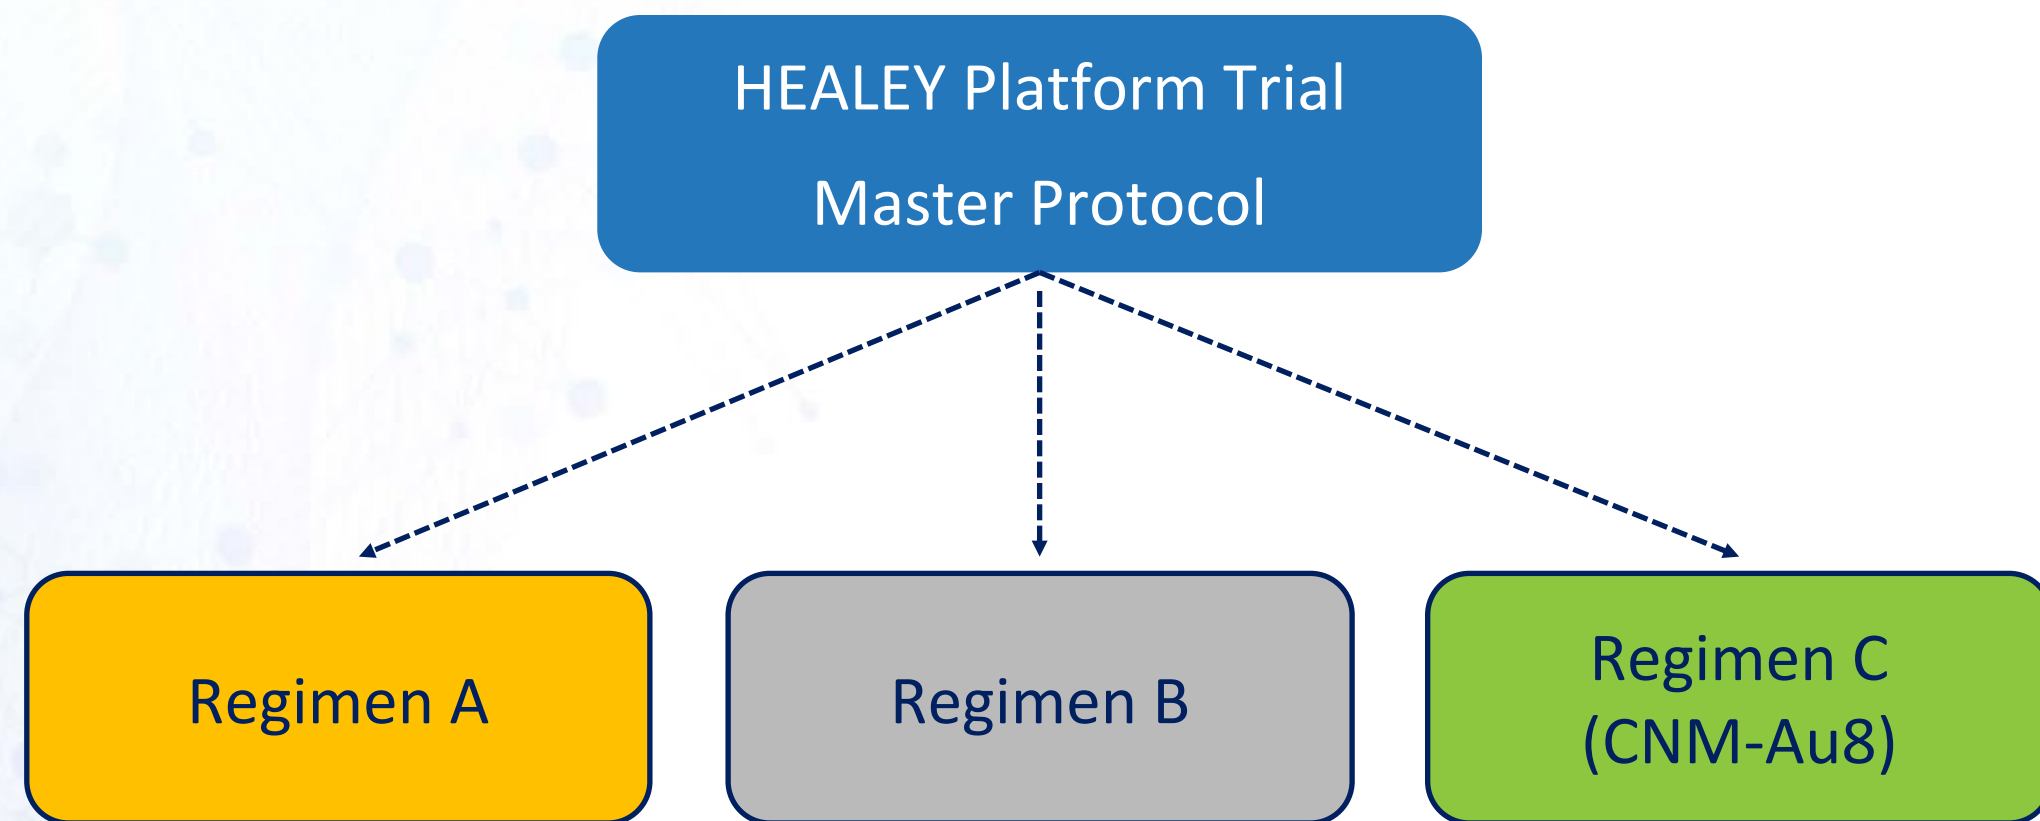 HEALEY Platform Trial
Master Protocol
Regimen A
Regimen B
Regimen C
(CNM-Au8)